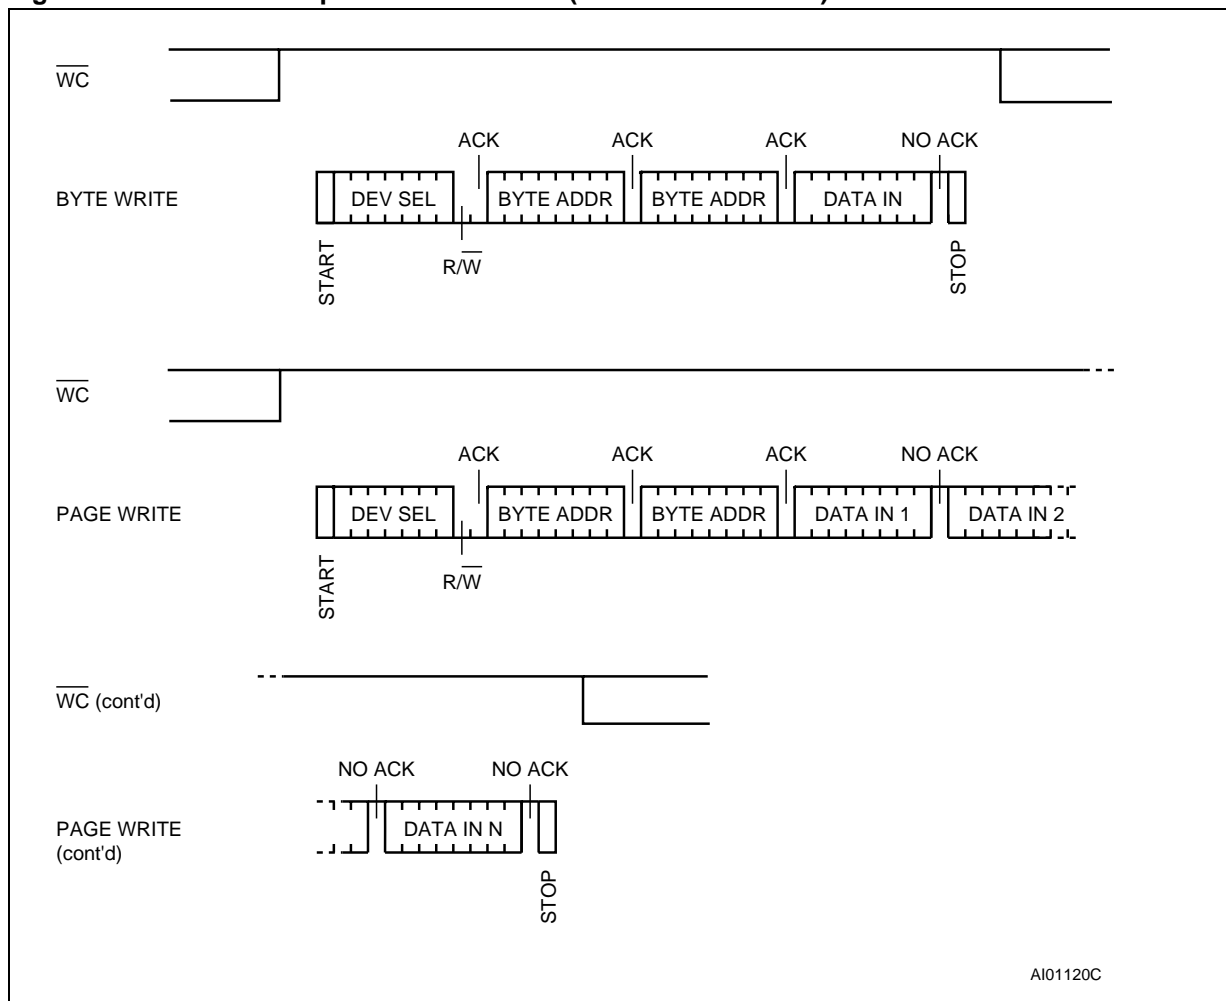 WC
ACK ACK ACK NO ACK
BYTE WRITE DEV SEL BYTE ADDR BYTE ADDR DATA IN
R/W
START
STOP
WC
ACK ACK ACK NO ACK
PAGE WRITE DEV SEL BYTE ADDR BYTE ADDR DATA IN 1 DATA IN 2
R/W
START
WC (cont'd)
NO ACK NO ACK
PAGE WRITE
(cont'd)
DATA IN N
STOP
AI01120C